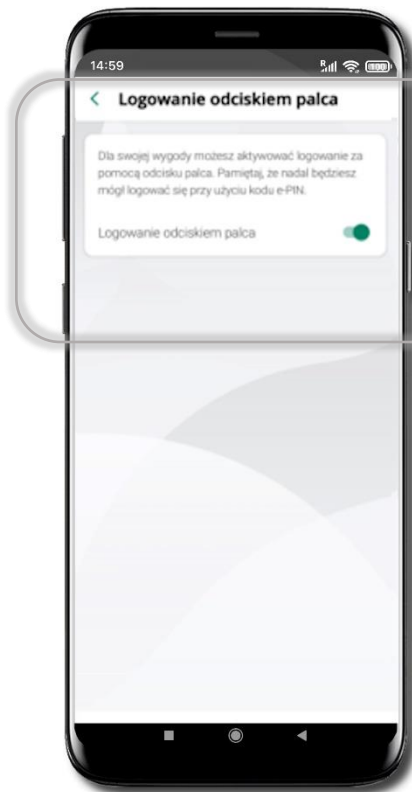 14:59
R
100
Logowanie odciskiem palca
Dla swojej wygody możesz aktywować logowanie za
pomocą odcisku palca. Pamiętaj, że nadal będziesz
mógł logować się przy użyciu kodu e-PIN.
Logowanie odciskiem palca